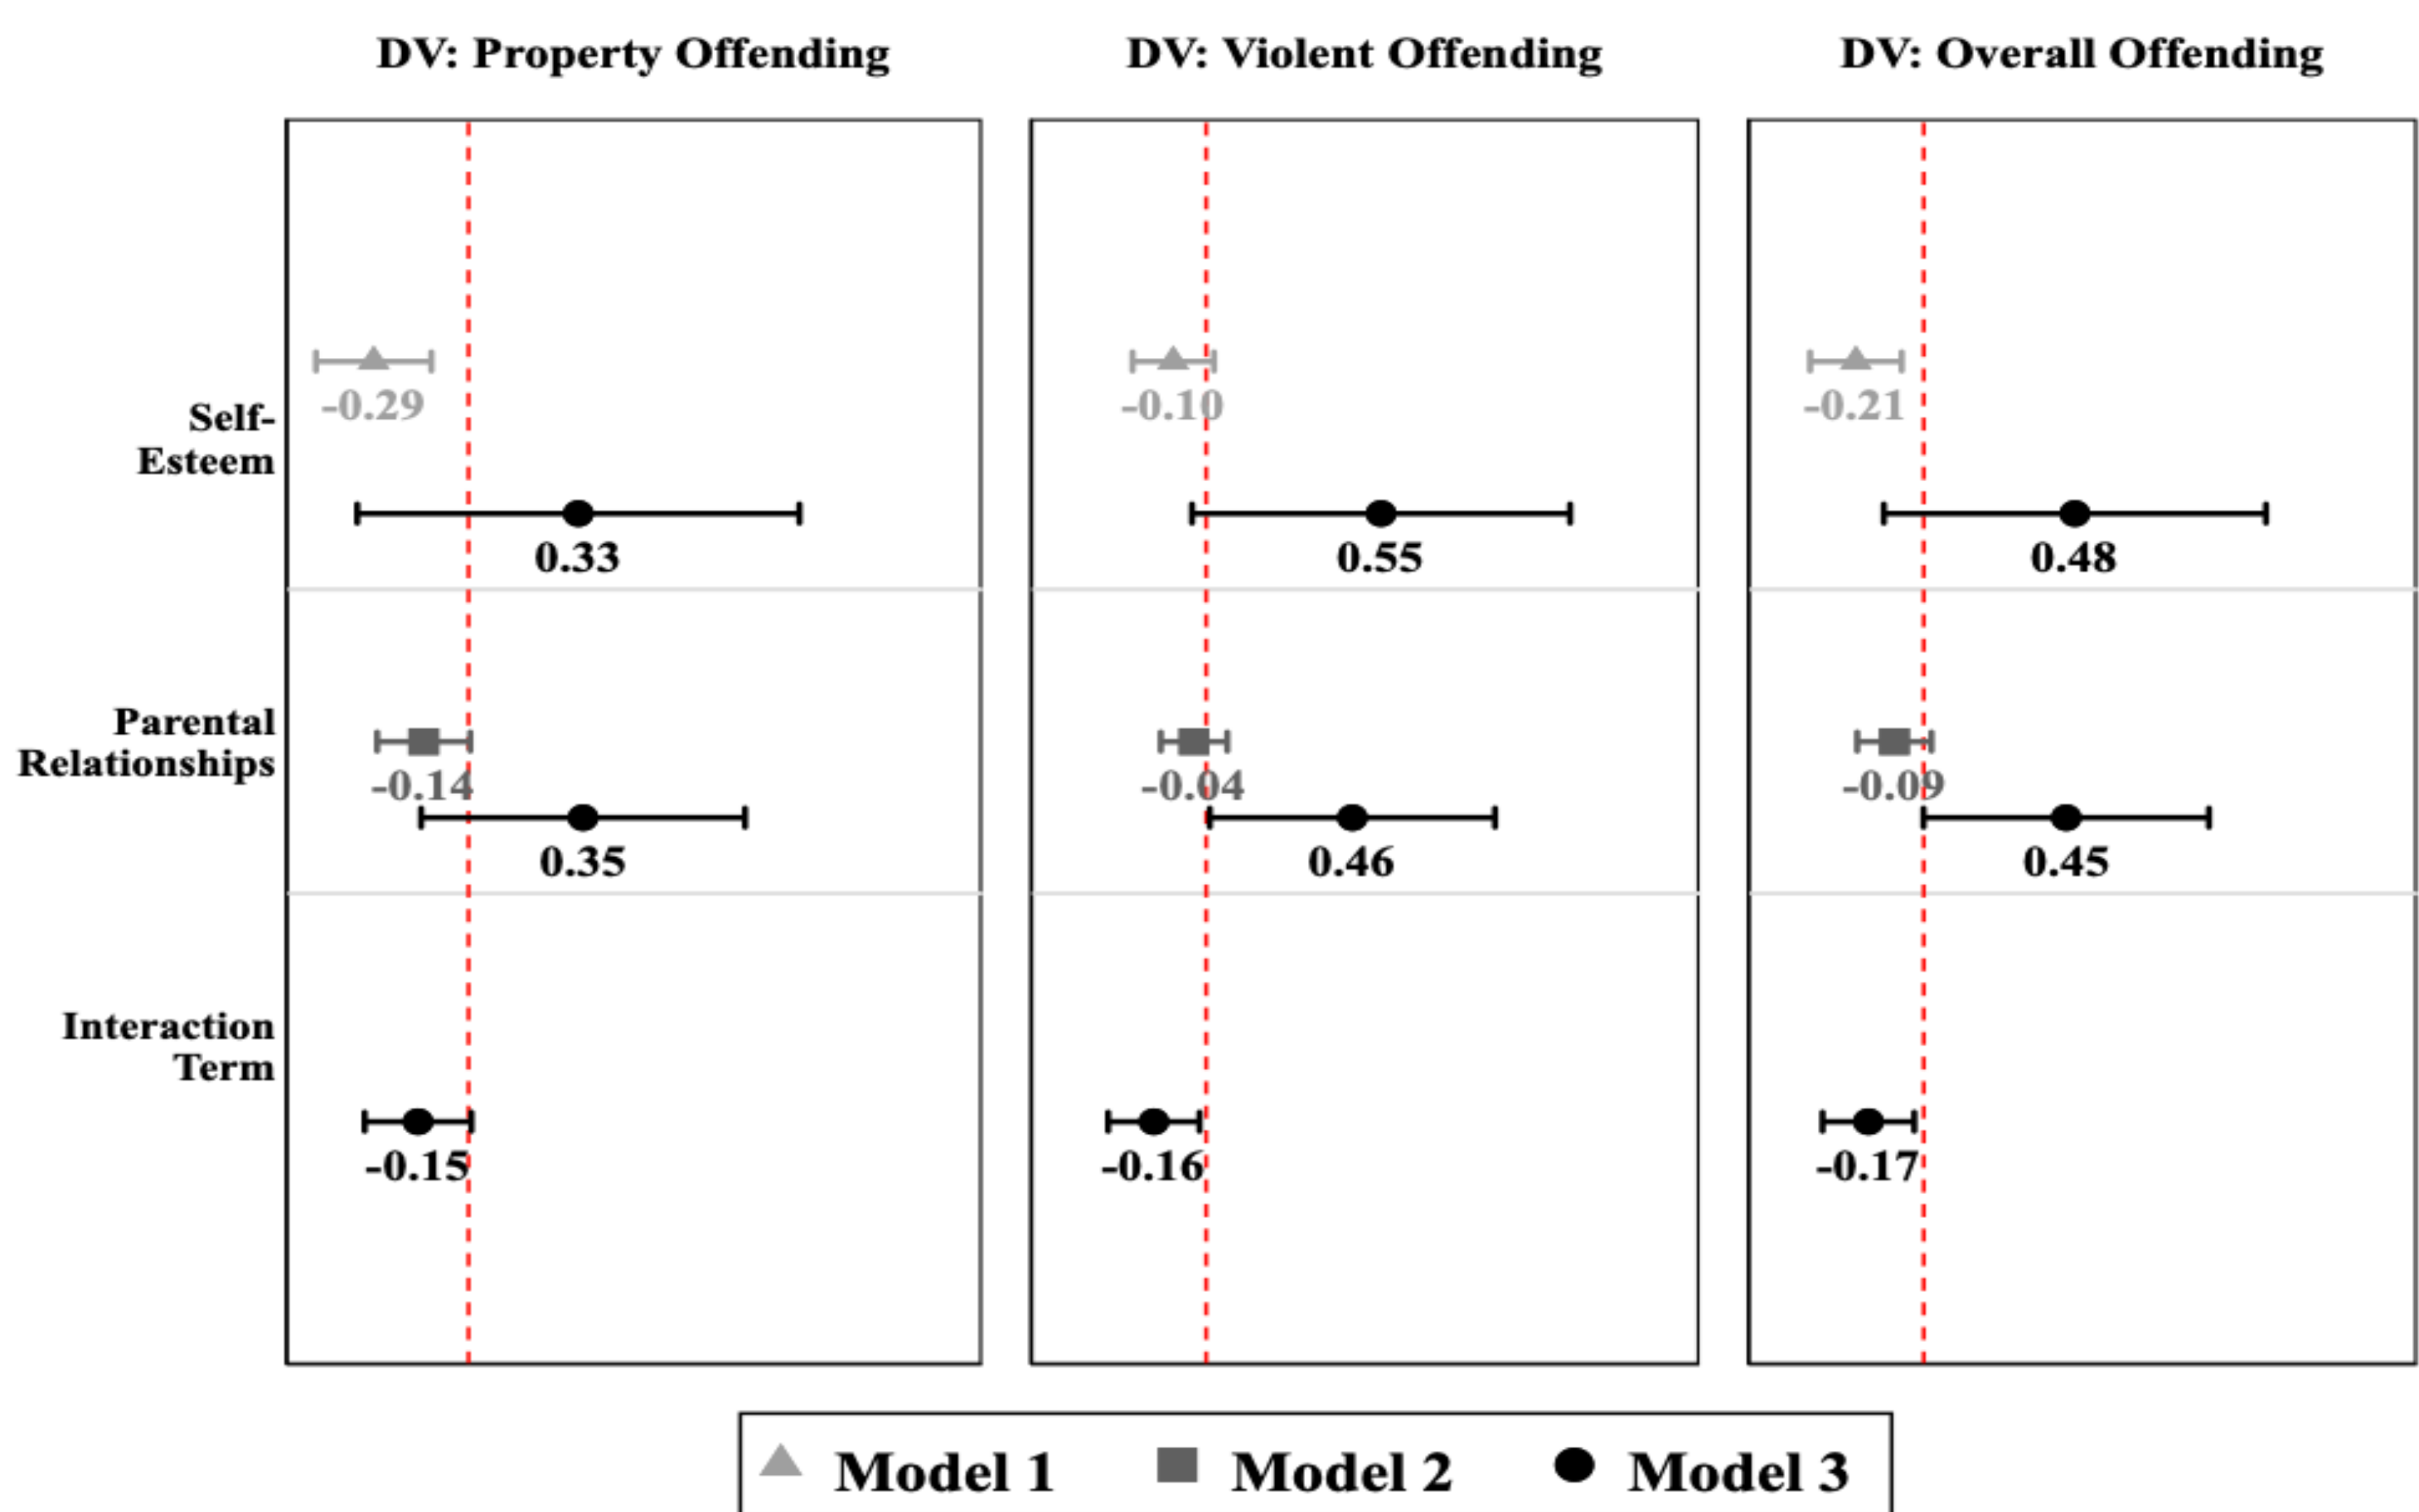 DV: Property Offending
DV: Violent Offending
DV: Overall Offending
Self-
Esteem
-0.29
-0.10
-0.21
0.33
0.55
0.48
Parental
Relationships
-0.14
-0.04
-0.09
0.35
0.46
0.45
Interaction
Term
-0.15
-0.16
-0.17
Model 1
Model 2
Model 3